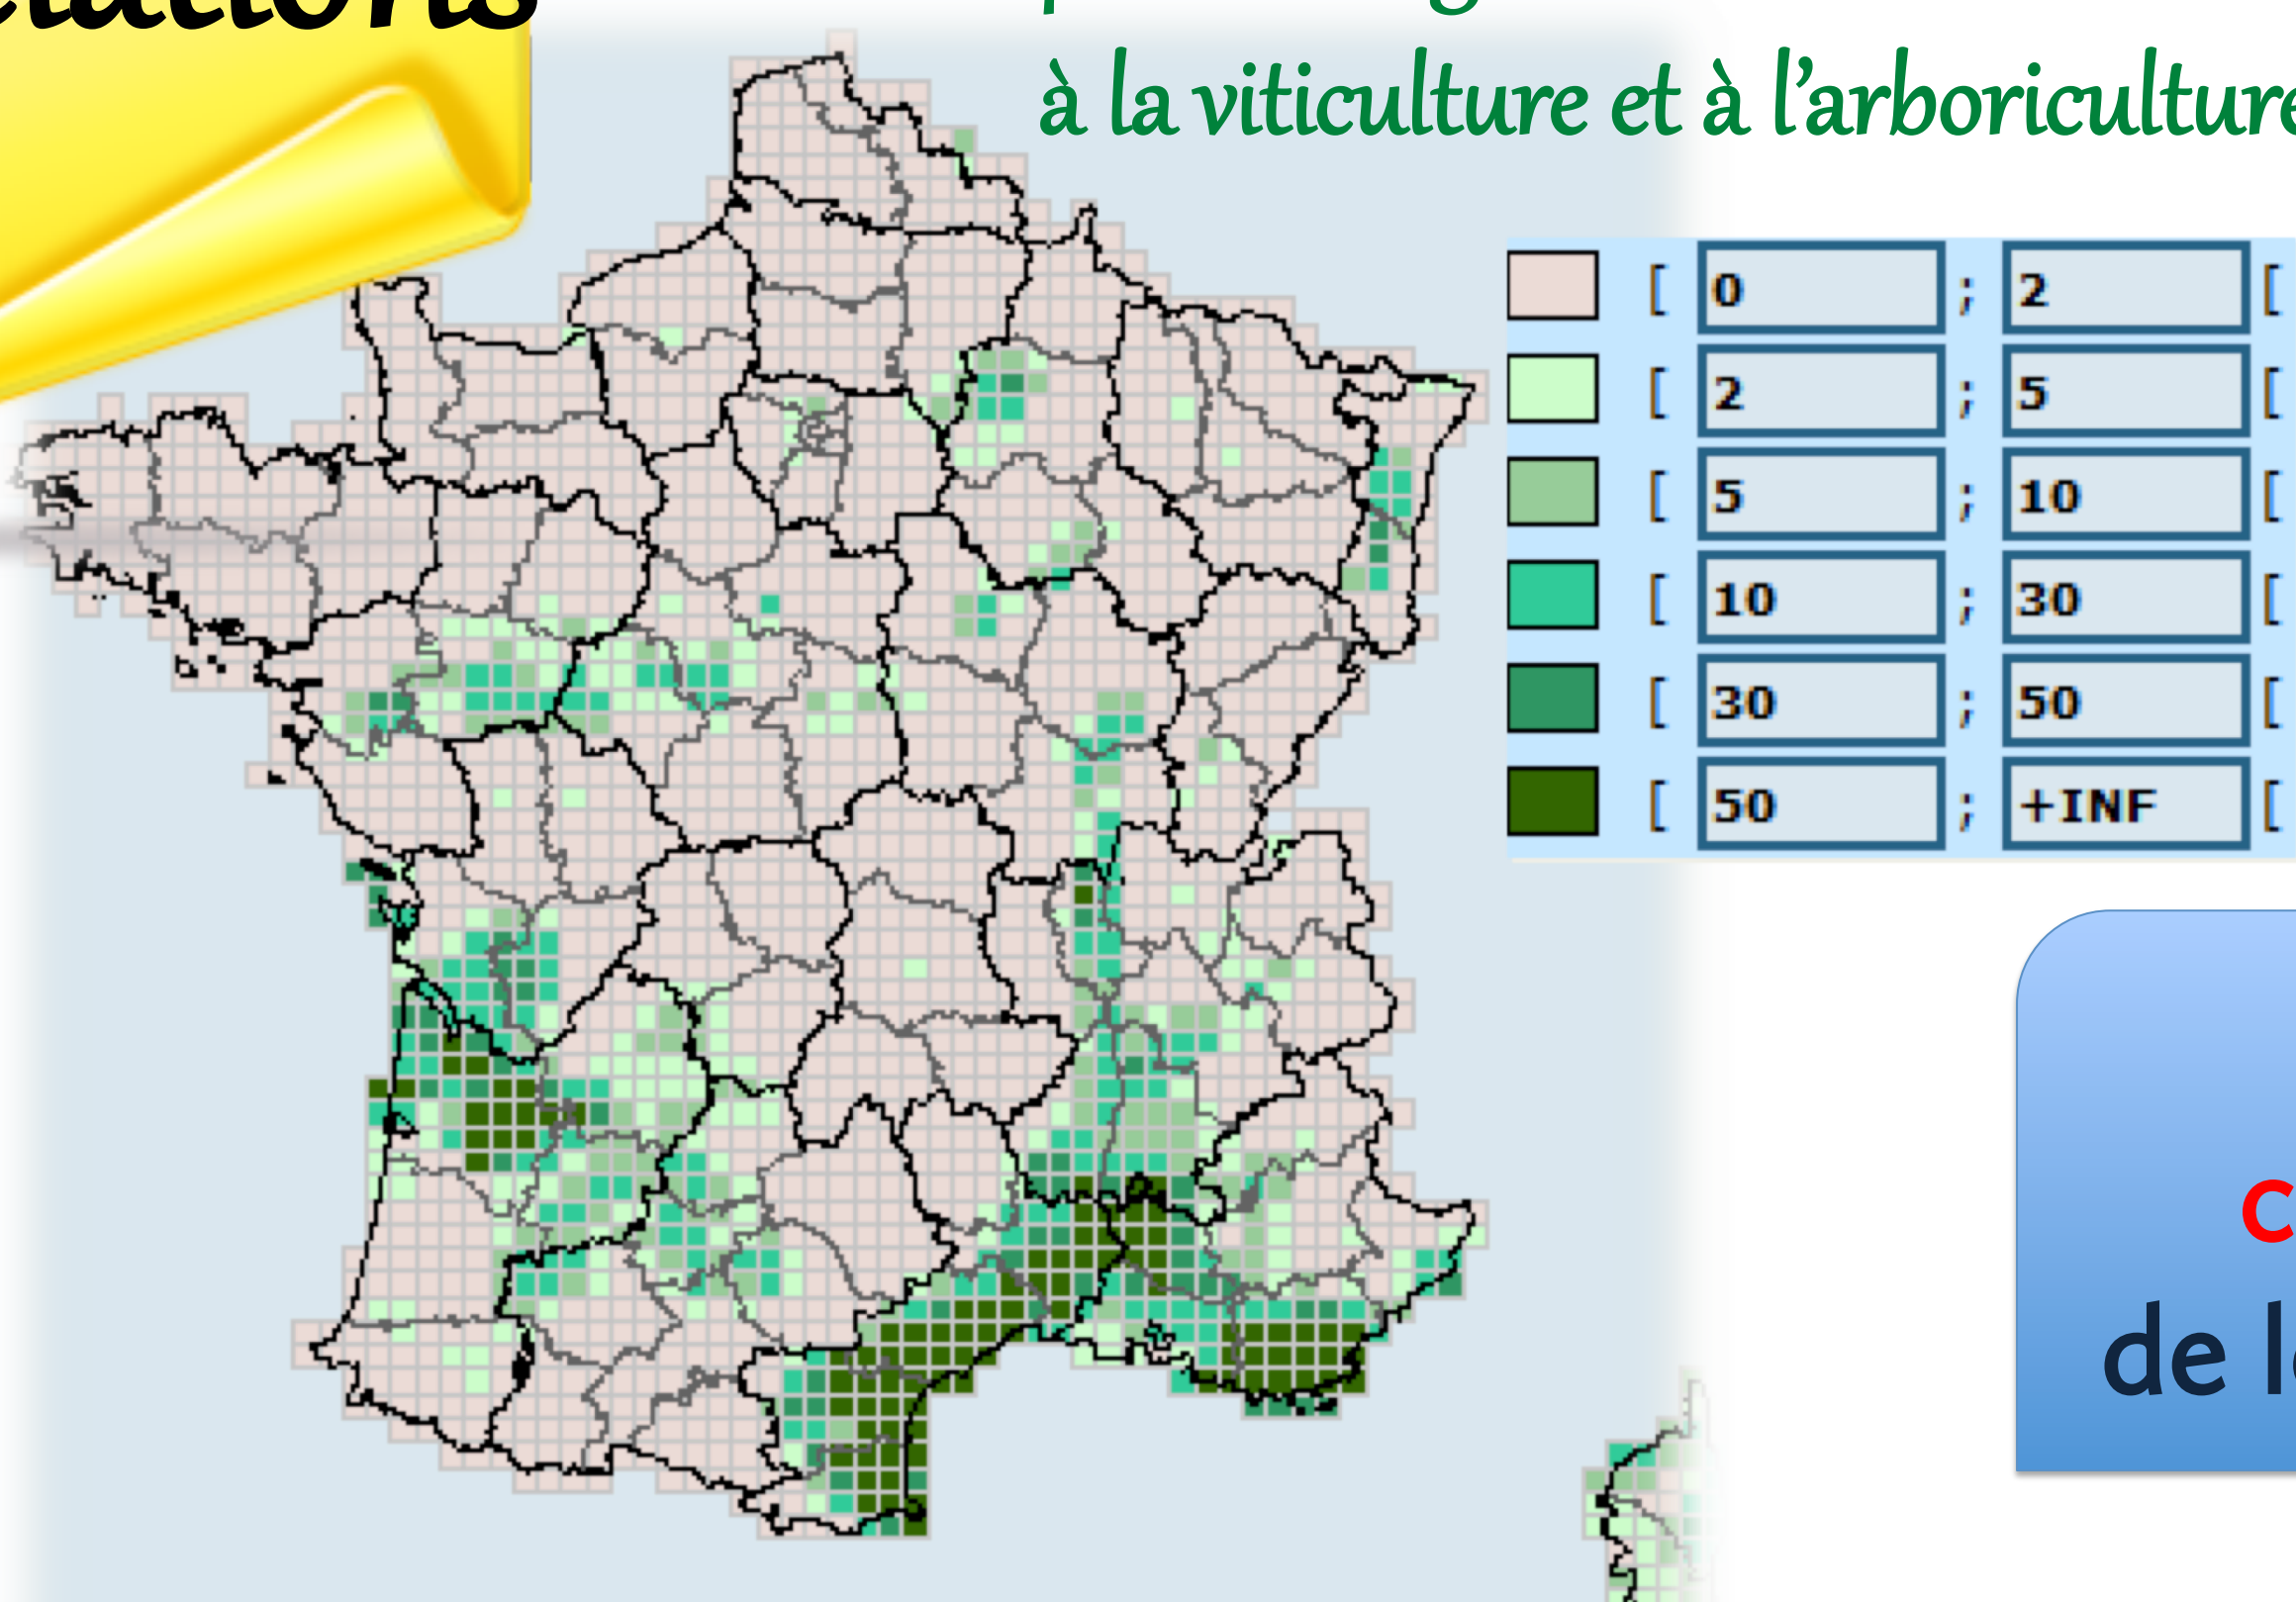 à la viticulture et à l'arboriculture
[ 0 ; 2 [
[ 2 ; 5 [
[ 5 ; 10 [
[ 10 ; 30 [
[ 30 ; 50 [
[ 50 ; +INF [
de